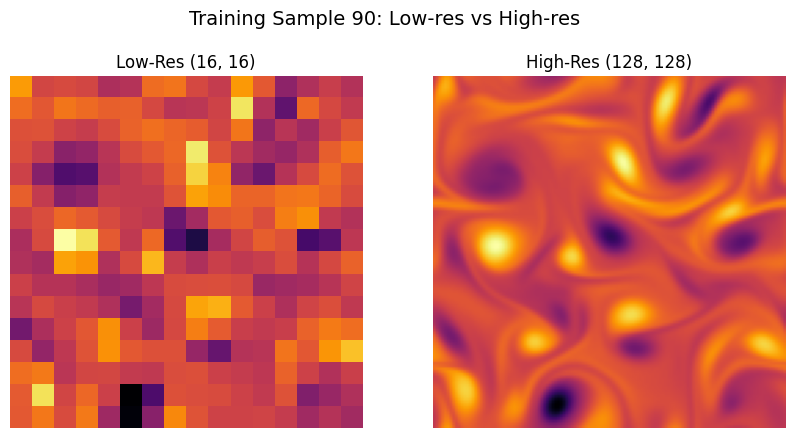 Training Sample 90: Low-res vs High-res
Low-Res (16, 16)
High-Res (128, 128)